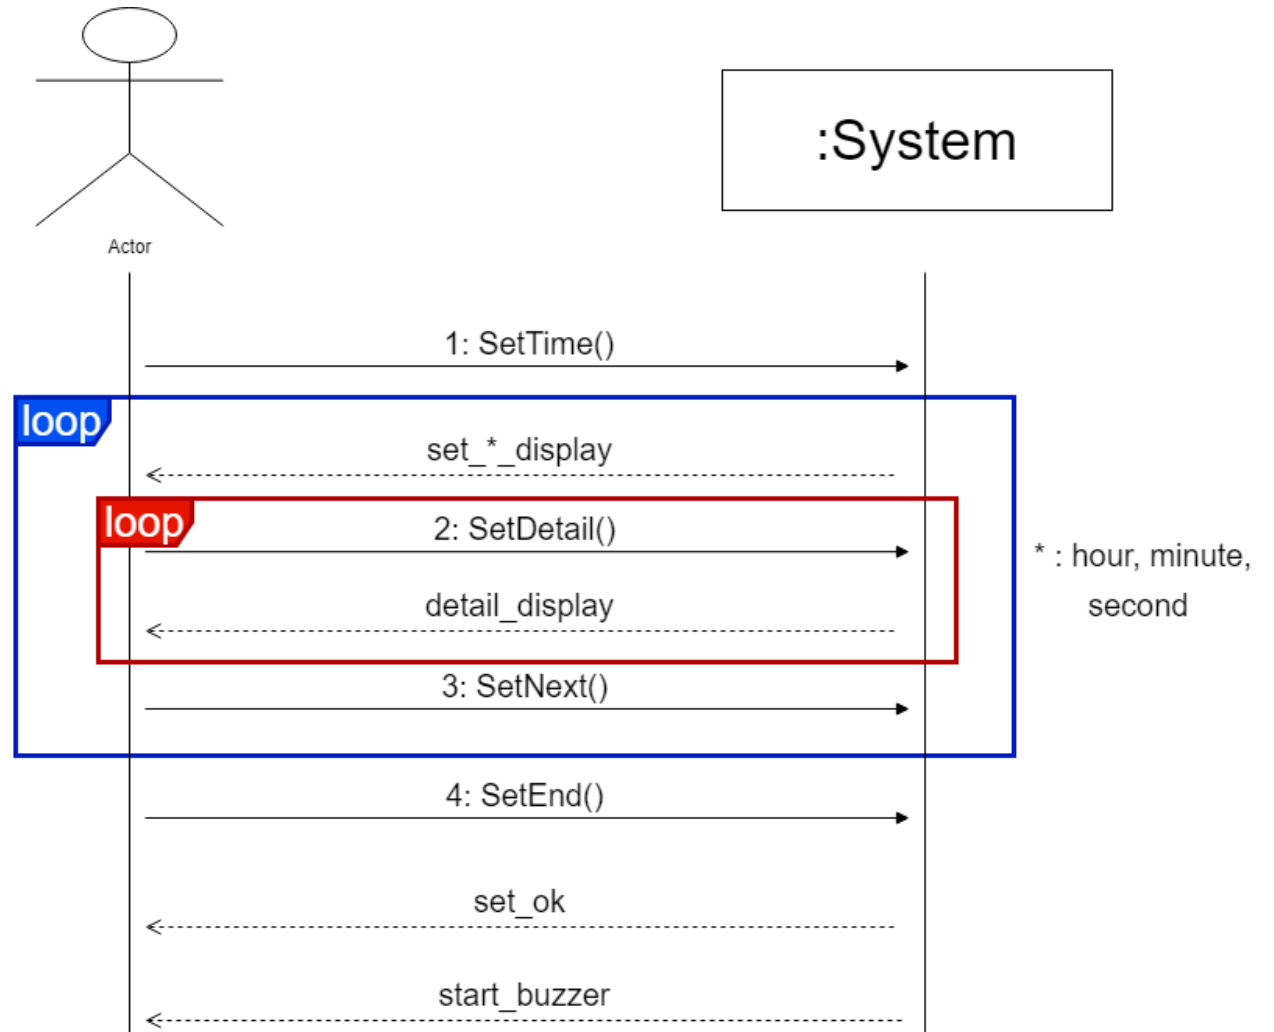 :System
Actor
1: SetTime()
loop
set_*_display
loop
2: SetDetail()
* : hour, minute,
second
detail_display
3: SetNext()
4: SetEnd()
set_ok
start_buzzer